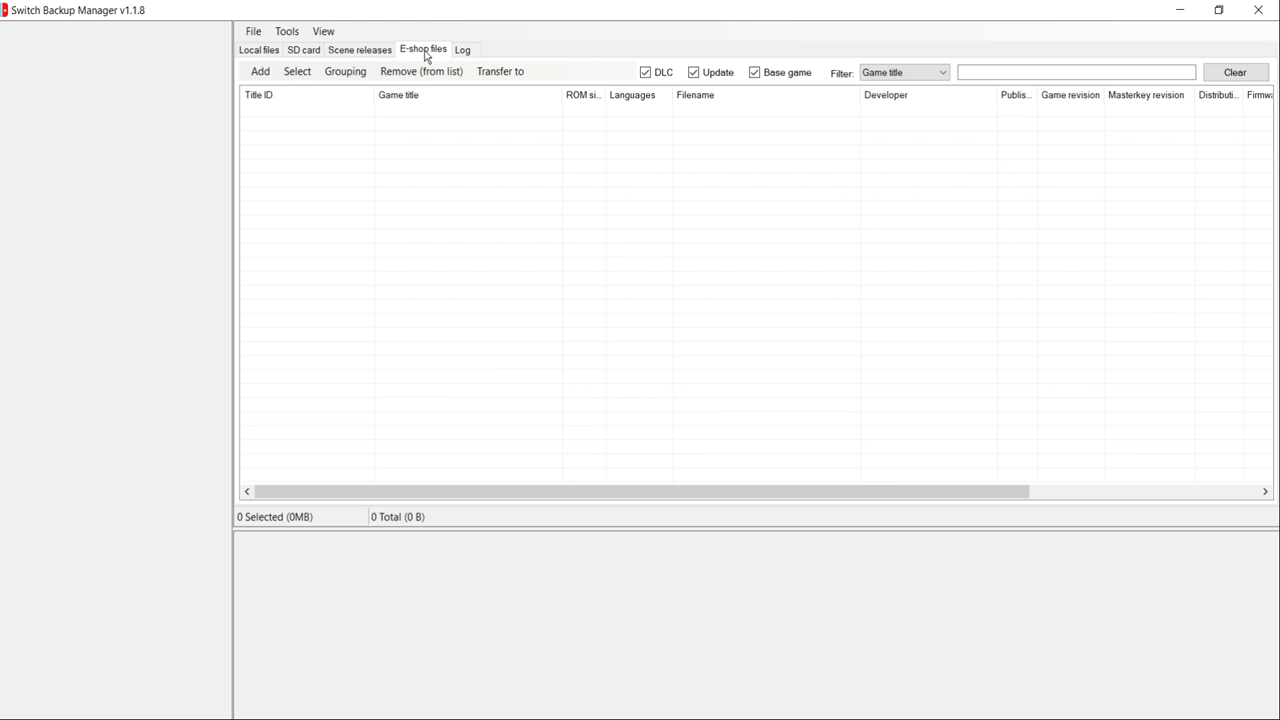 Switch Backup Manager v1.1.8
File Tools View
Local files SD card Scene releases E-shop files Log
Add Select Grouping Remove (from list) Transfer to DLC Update Base game Filter: Game title Clear
Title ID Game title ROM si... Languages Filename Developer Publis... Game revision Masterkey revision Distributi... Firmwa
0 Selected (0MB) 0 Total (0 B)